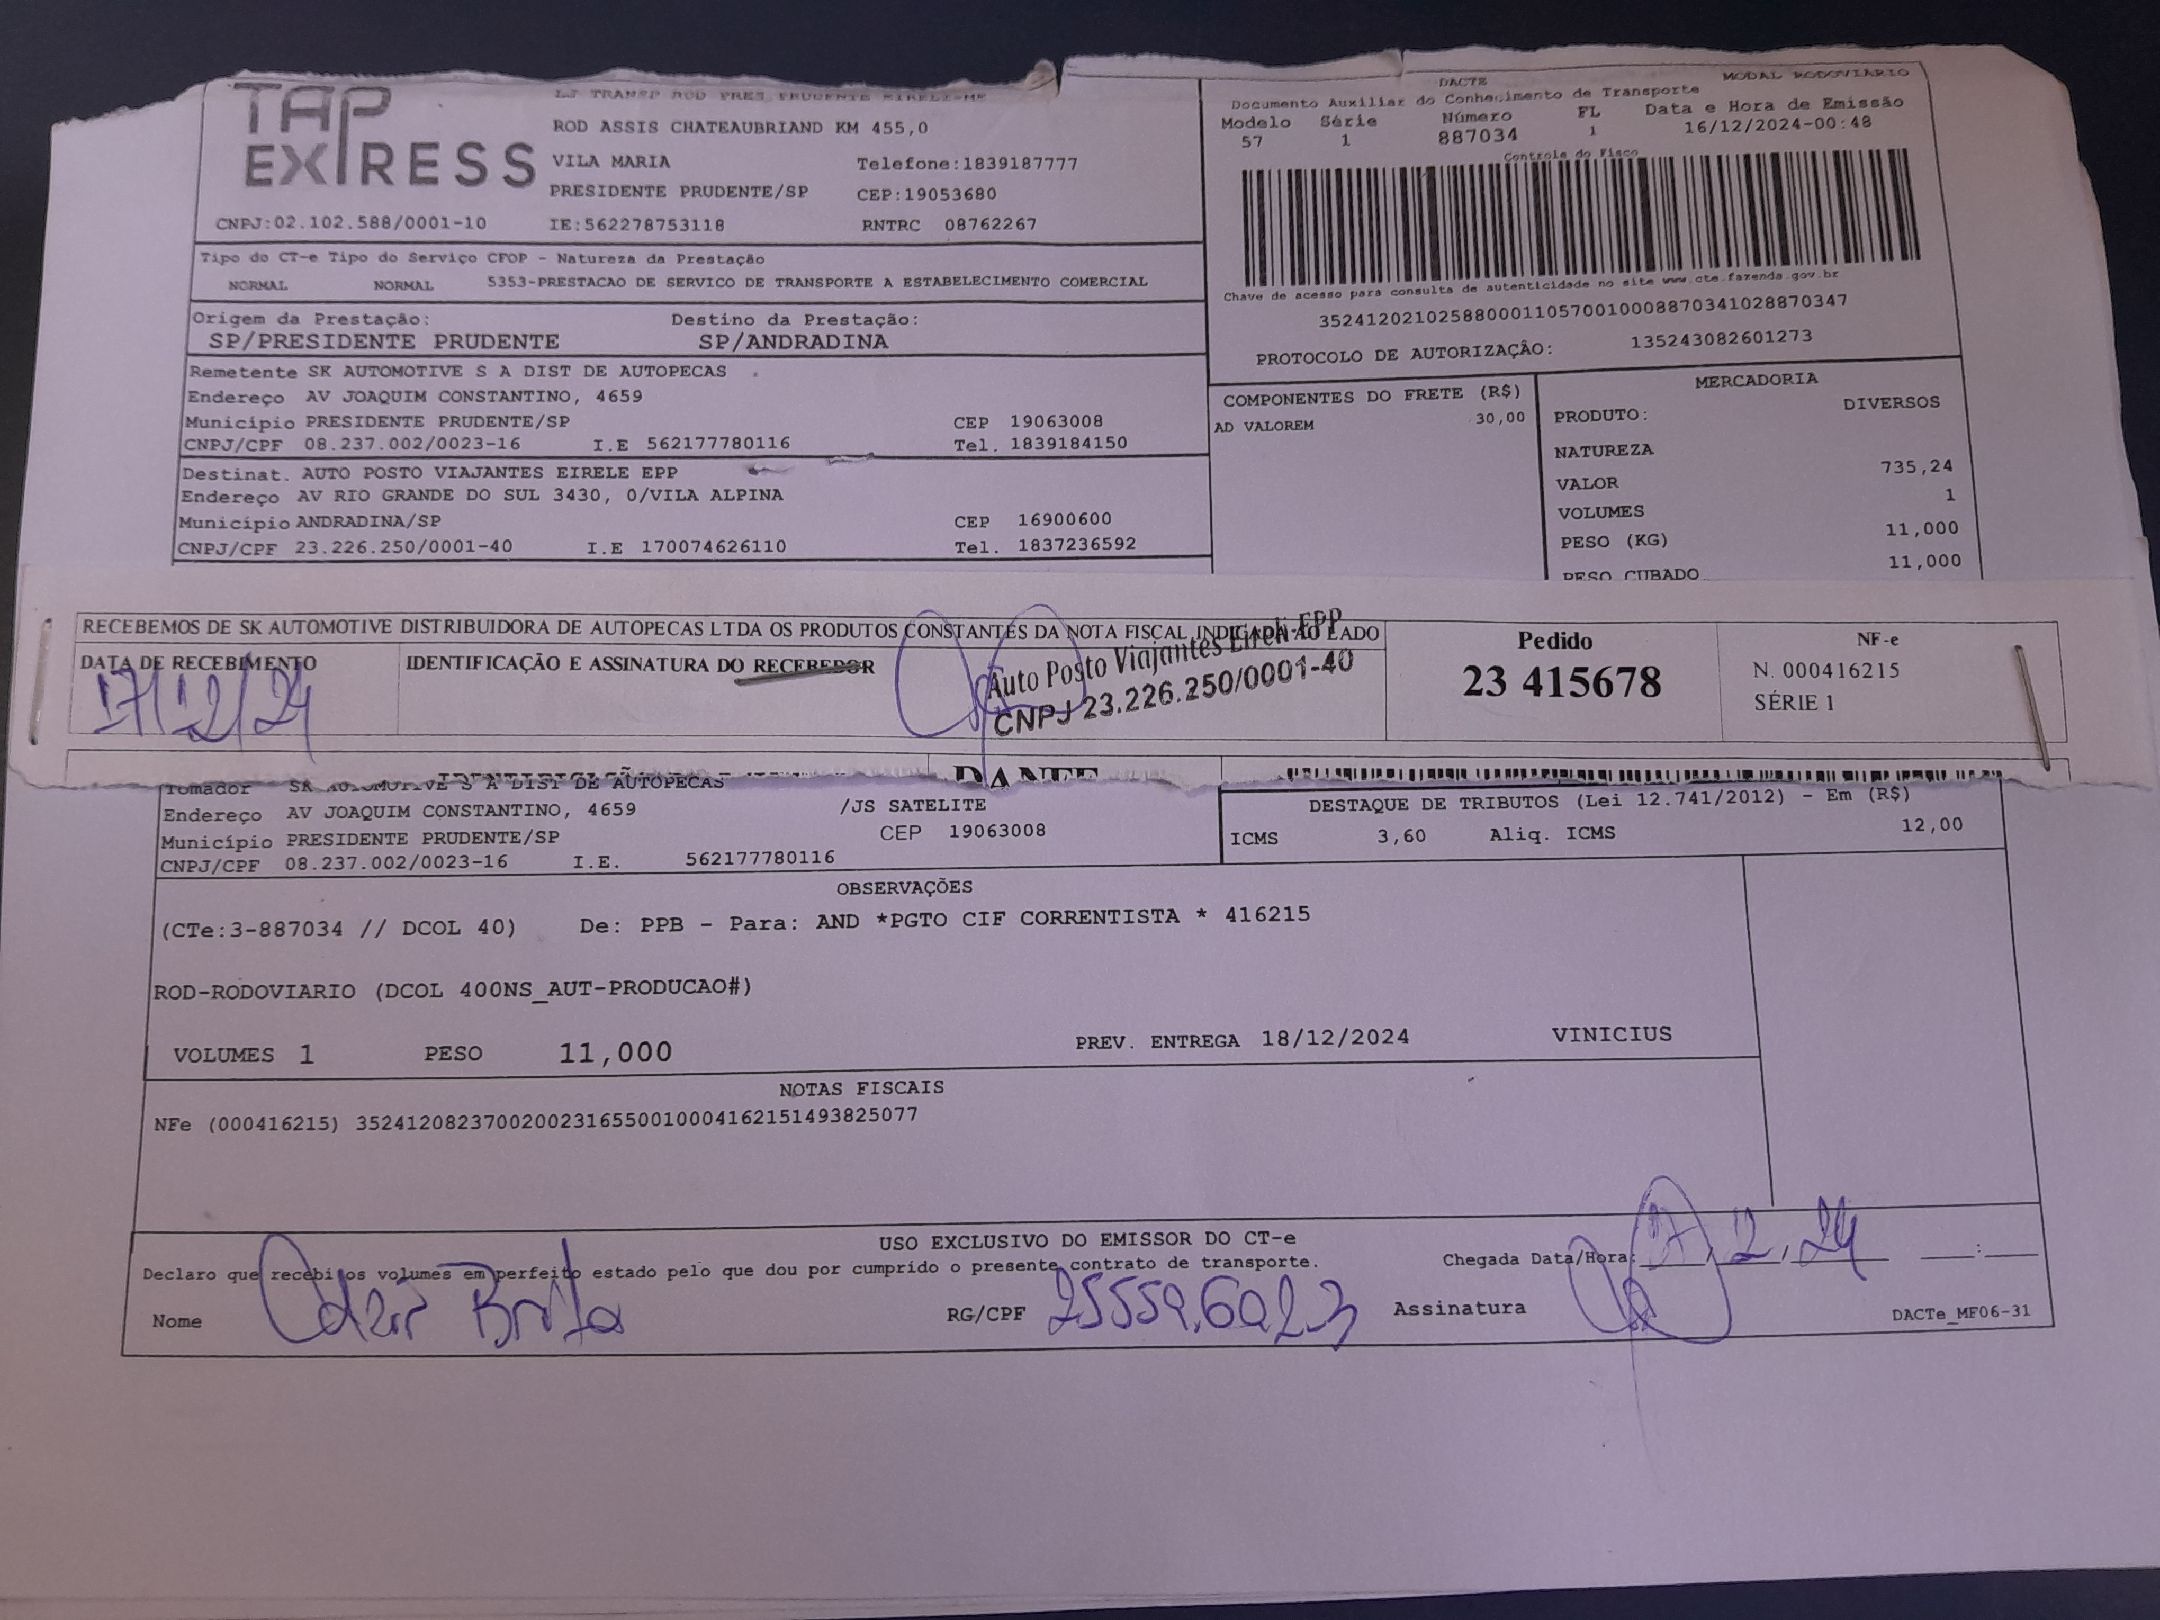 TAP EXPRESS
LJ TRANSP ROD PRES PRUDENTE EIRELI-ME
ROD ASSIS CHATEAUBRIAND KM 455,0
VILA MARIA Telefone:1839187777
PRESIDENTE PRUDENTE/SP CEP:19053680
CNPJ:02.102.588/0001-10 IE:562278753118 RNTRC 08762267
DACTE MODAL RODOVIARIO
Documento Auxiliar do Conhecimento de Transporte
Modelo Série Número FL Data e Hora de Emissão
57 1 887034 1 16/12/2024-00:48
Controle do Fisco
Chave de acesso para consulta de autenticidade no site www.cte.fazenda.gov.br
35241202102588000110570010008870341028870347
PROTOCOLO DE AUTORIZAÇÂO: 135243082601273
Tipo do CT-e Tipo do Serviço CFOP - Natureza da Prestação
NORMAL NORMAL 5353-PRESTACAO DE SERVICO DE TRANSPORTE A ESTABELECIMENTO COMERCIAL
Origem da Prestação: Destino da Prestação:
SP/PRESIDENTE PRUDENTE SP/ANDRADINA
Remetente SK AUTOMOTIVE S A DIST DE AUTOPECAS
Endereço AV JOAQUIM CONSTANTINO, 4659
Município PRESIDENTE PRUDENTE/SP CEP 19063008
CNPJ/CPF 08.237.002/0023-16 I.E 562177780116 Tel. 1839184150
Destinat. AUTO POSTO VIAJANTES EIRELE EPP
Endereço AV RIO GRANDE DO SUL 3430, 0/VILA ALPINA
Município ANDRADINA/SP CEP 16900600
CNPJ/CPF 23.226.250/0001-40 I.E 170074626110 Tel. 1837236592
COMPONENTES DO FRETE (R$)
AD VALOREM 30,00
MERCADORIA
PRODUTO: DIVERSOS
NATUREZA
VALOR 735,24
VOLUMES 1
PESO (KG) 11,000
PESO CUBADO 11,000
RECEBEMOS DE SK AUTOMOTIVE DISTRIBUIDORA DE AUTOPECAS LTDA OS PRODUTOS CONSTANTES DA NOTA FISCAL INDICADA AO LADO
DATA DE RECEBIMENTO IDENTIFICAÇÃO E ASSINATURA DO RECEBEDOR
17/12/24
Auto Posto Viajantes Eireli-EPP
CNPJ 23.226.250/0001-40
Pedido
23 415678
NF-e
N. 000416215
SÉRIE 1
DANFE
Tomador SK AUTOMOTIVE S A DIST DE AUTOPECAS
Endereço AV JOAQUIM CONSTANTINO, 4659 /JS SATELITE
Município PRESIDENTE PRUDENTE/SP CEP 19063008
CNPJ/CPF 08.237.002/0023-16 I.E. 562177780116
DESTAQUE DE TRIBUTOS (Lei 12.741/2012) - Em (R$)
ICMS 3,60 Aliq. ICMS 12,00
OBSERVAÇÕES
(CTe:3-887034 // DCOL 40) De: PPB - Para: AND *PGTO CIF CORRENTISTA * 416215
ROD-RODOVIARIO (DCOL 400NS_AUT-PRODUCAO#)
VOLUMES 1 PESO 11,000 PREV. ENTREGA 18/12/2024 VINICIUS
NOTAS FISCAIS
NFe (000416215) 35241208237002002316550010004162151493825077
USO EXCLUSIVO DO EMISSOR DO CT-e
Declaro que recebi os volumes em perfeito estado pelo que dou por cumprido o presente contrato de transporte.
Chegada Data/Hora: 17, 12, 24 :
Nome Odair Brito RG/CPF 25559.602,3 Assinatura
DACTe_MF06-31